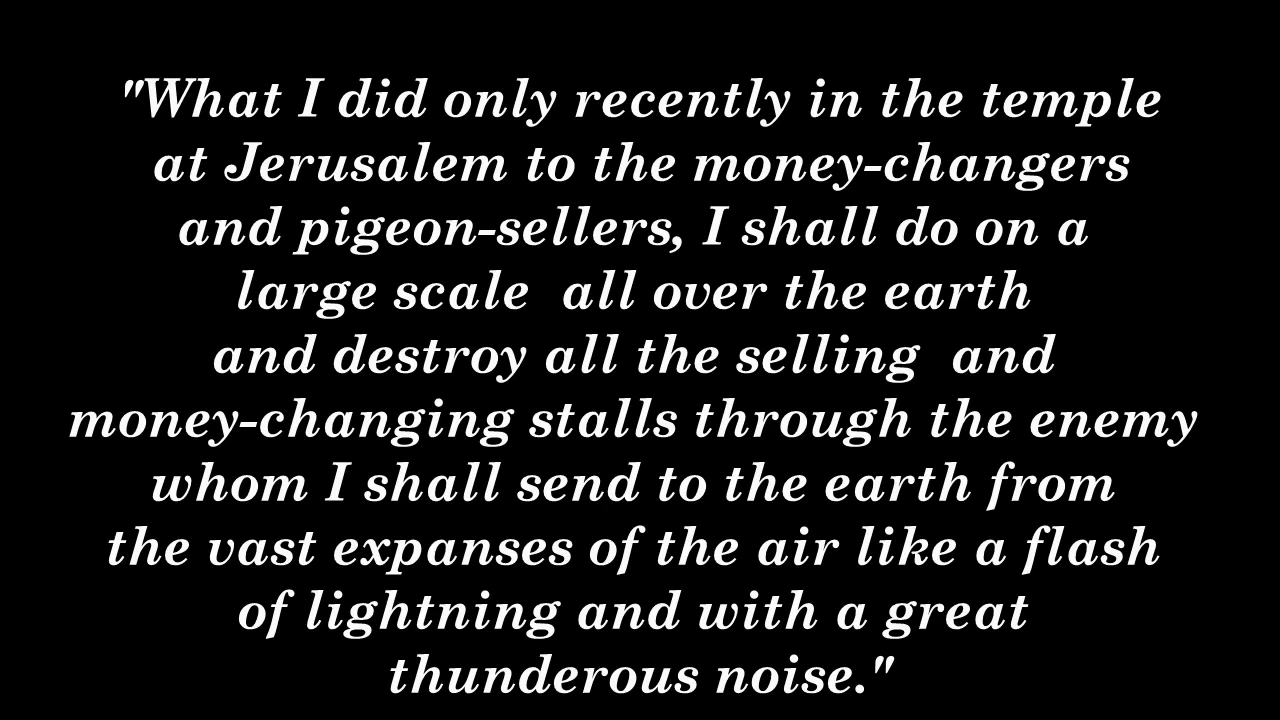 "What I did only recently in the temple
at Jerusalem to the money-changers
and pigeon-sellers, I shall do on a
large scale  all over the earth
and destroy all the selling  and
money-changing stalls through the enemy
whom I shall send to the earth from
the vast expanses of the air like a flash
of lightning and with a great
thunderous noise."